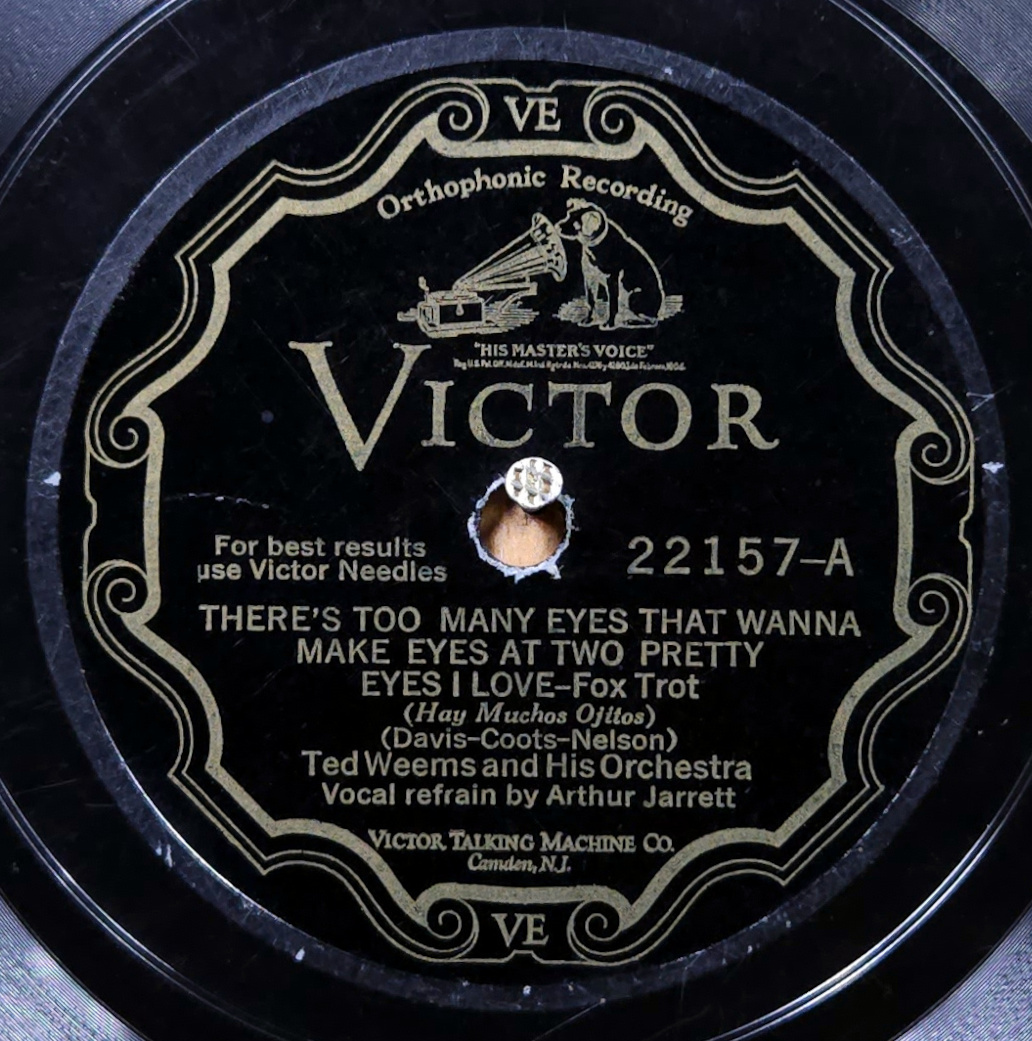 VE
Orthophonic Recording
"HIS MASTER'S VOICE"
VICTOR
For best results
use Victor Needles
22157-A
THERE'S TOO MANY EYES THAT WANNA
MAKE EYES AT TWO PRETTY
EYES I LOVE-Fox Trot
(Hay Muchos Ojitos)
(Davis-Coots-Nelson)
Ted Weems and His Orchestra
Vocal refrain by Arthur Jarrett
VICTOR TALKING MACHINE CO.
Camden, N.J.
VE